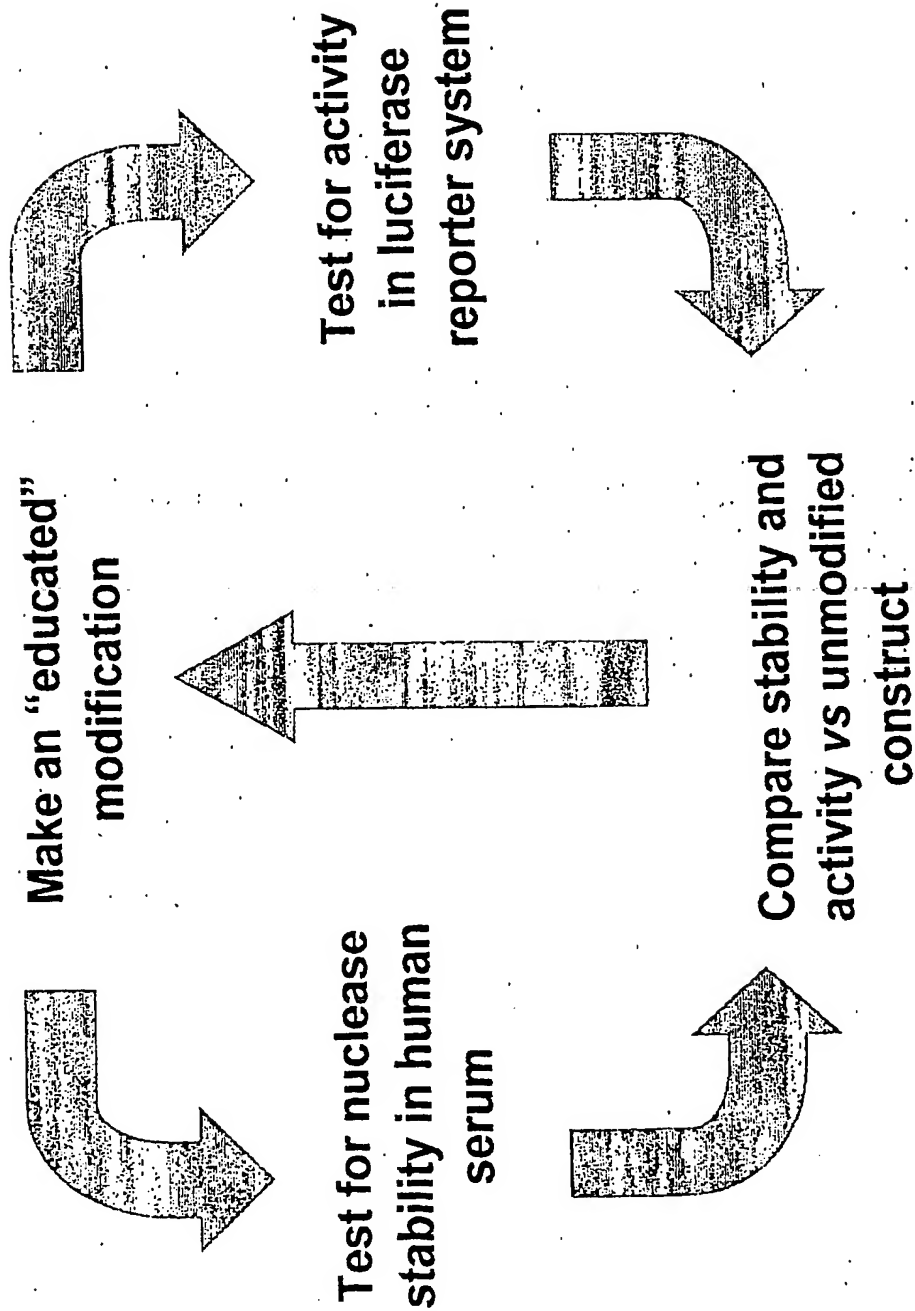 Make an “educated”
modification
Test for nuclease
stability in human
serum
Test for activity
in luciferase
reporter system
Compare stability and
activity vs unmodified
construct